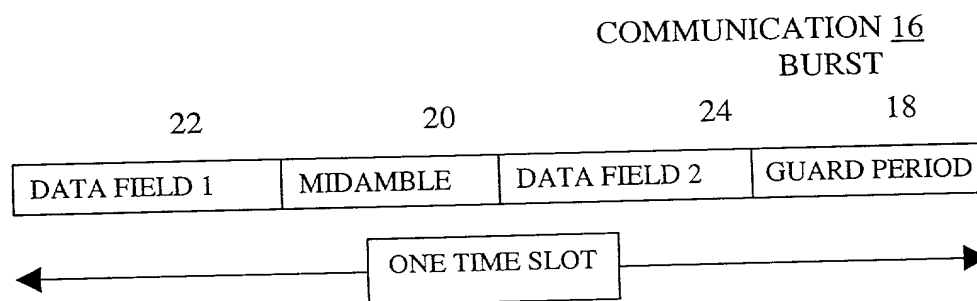 COMMUNICATION 16
BURST
22 20 24 18
DATA FIELD 1 MIDAMBLE DATA FIELD 2 GUARD PERIOD
ONE TIME SLOT